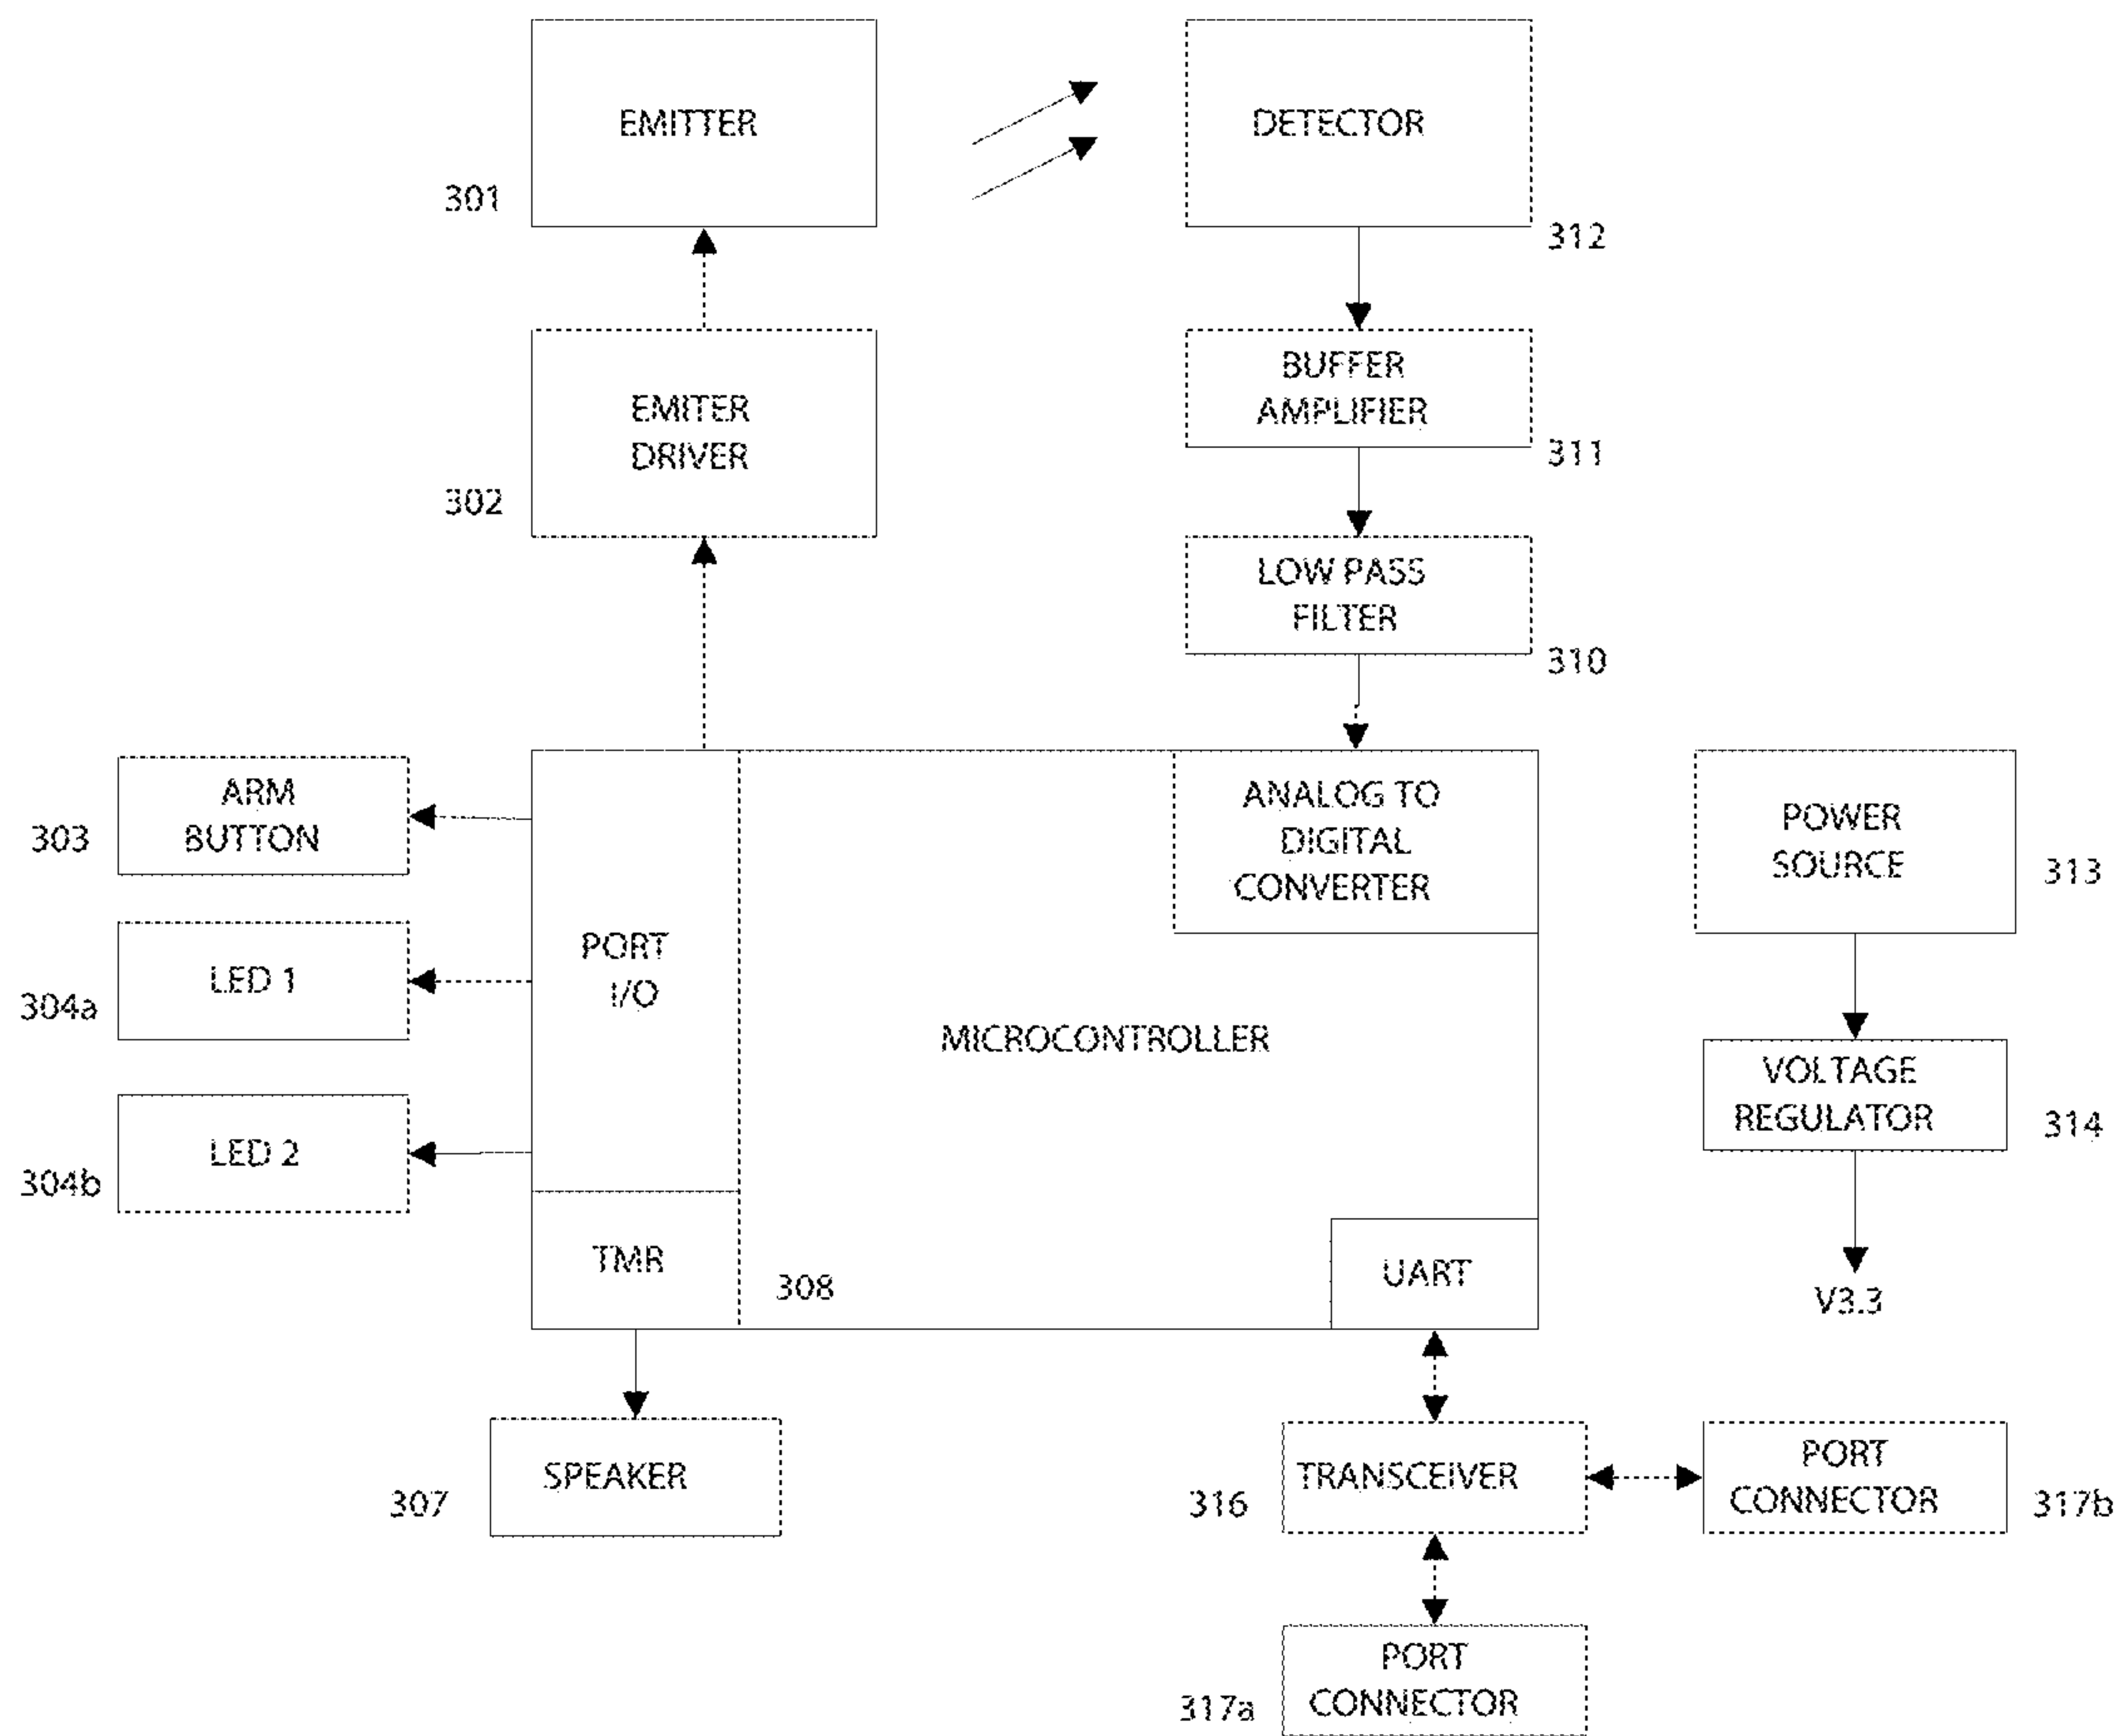 EMITTER
301
DETECTOR
312
EMITER
DRIVER
302
BUFFER
AMPLIFIER
311
LOW PASS
FILTER
310
ARM
BUTTON
303
LED 1
304a
LED 2
304b
PORT
I/O
TMR
308
MICROCONTROLLER
ANALOG TO
DIGITAL
CONVERTER
UART
POWER
SOURCE
313
VOLTAGE
REGULATOR
314
V3.3
SPEAKER
307
TRANSCEIVER
316
PORT
CONNECTOR
317b
PORT
CONNECTOR
317a